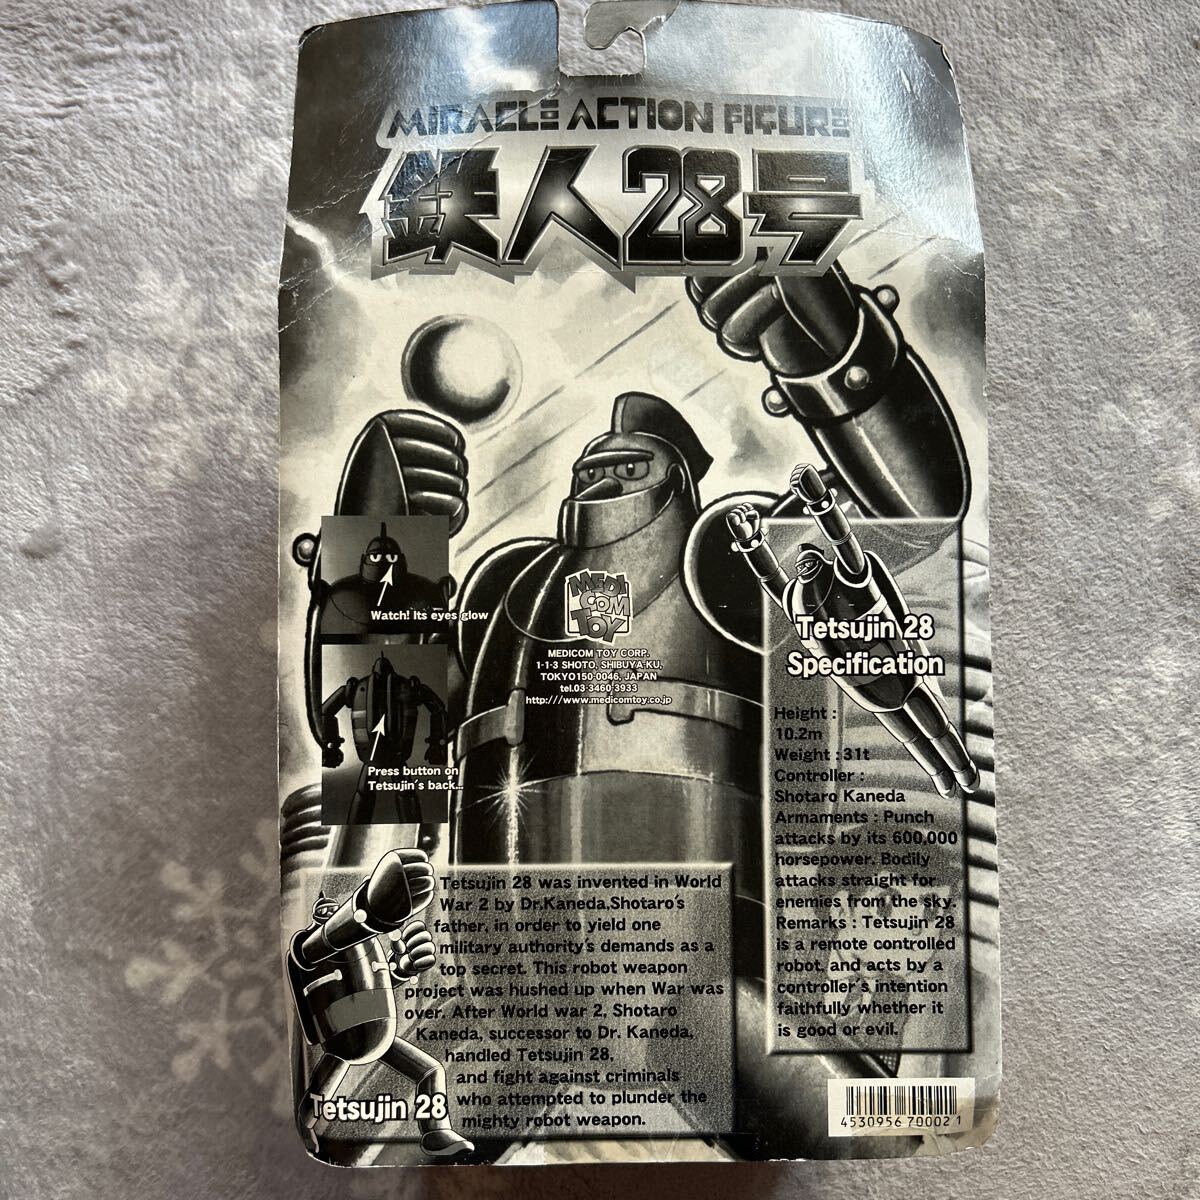 MIRACLE ACTION FIGURE
鉄人28号
Watch! Its eyes glow
Press button on
Tetsujin's back...
MEDI
COM
TOY
MEDICOM TOY CORP.
1-1-3 SHOTO, SHIBUYA-KU,
TOKYO 150-0046, JAPAN
tel.03-3460-3933
http:///www.medicomtoy.co.jp
Tetsujin 28
Specification
Height :
10.2m
Weight : 31t
Controller :
Shotaro Kaneda
Armaments : Punch
attacks by its 600,000
horsepower. Bodily
attacks straight for
enemies from the sky.
Remarks : Tetsujin 28
is a remote controlled
robot, and acts by a
controller's intention
faithfully whether it
is good or evil.
Tetsujin 28 was invented in World
War 2 by Dr.Kaneda,Shotaro's
father, in order to yield one
military authority's demands as a
top secret. This robot weapon
project was hushed up when War was
over. After World war 2, Shotaro
Kaneda, successor to Dr. Kaneda,
handled Tetsujin 28,
and fight against criminals
who attempted to plunder the
mighty robot weapon.
Tetsujin 28
4530956 70002 1